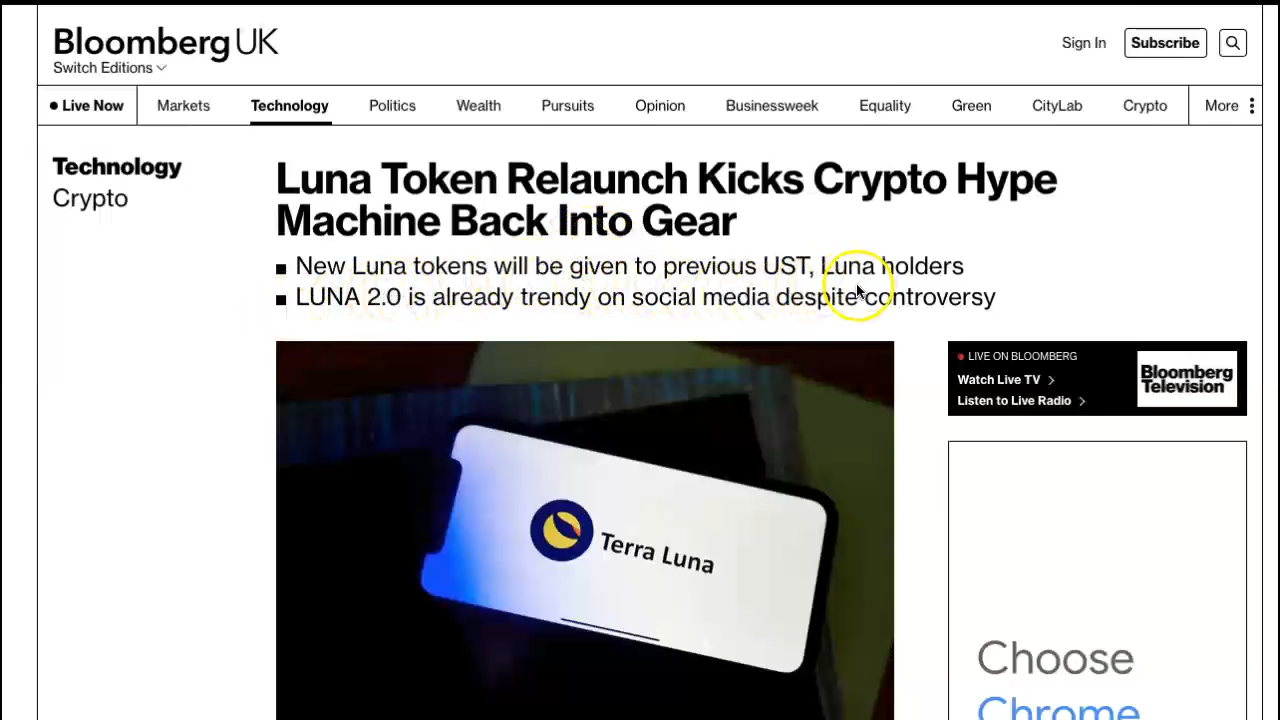 Bloomberg UK
Switch Editions
Sign In
Subscribe
Live Now
Markets
Technology
Politics
Wealth
Pursuits
Opinion
Businessweek
Equality
Green
CityLab
Crypto
More
Technology
Crypto
Luna Token Relaunch Kicks Crypto Hype
Machine Back Into Gear
New Luna tokens will be given to previous UST, Luna holders
LUNA 2.0 is already trendy on social media despite controversy
LIVE ON BLOOMBERG
Watch Live TV
Listen to Live Radio
Bloomberg
Television
Terra Luna
Choose
Chrome